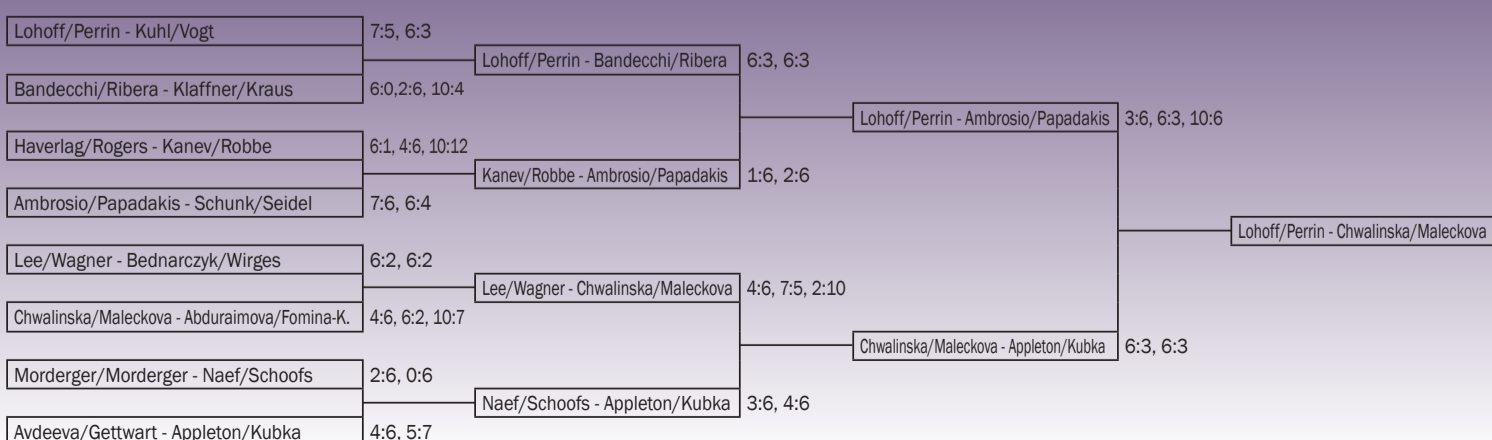 Lohoff/Perrin - Kuhl/Vogt 7:5, 6:3
Lohoff/Perrin - Bandecchi/Ribera 6:3, 6:3
Bandecchi/Ribera - Klaffner/Kraus 6:0,2:6, 10:4
Lohoff/Perrin - Ambrosio/Papadakis 3:6, 6:3, 10:6
Haverlag/Rogers - Kanev/Robbe 6:1, 4:6, 10:12
Kanev/Robbe - Ambrosio/Papadakis 1:6, 2:6
Ambrosio/Papadakis - Schunk/Seidel 7:6, 6:4
Lohoff/Perrin - Chwalinska/Maleckova
Lee/Wagner - Bednarczyk/Wirges 6:2, 6:2
Lee/Wagner - Chwalinska/Maleckova 4:6, 7:5, 2:10
Chwalinska/Maleckova - Abduraimova/Fomina-K. 4:6, 6:2, 10:7
Chwalinska/Maleckova - Appleton/Kubka 6:3, 6:3
Morderger/Morderger - Naef/Schoofs 2:6, 0:6
Naef/Schoofs - Appleton/Kubka 3:6, 4:6
Avdeeva/Gettwart - Appleton/Kubka 4:6, 5:7